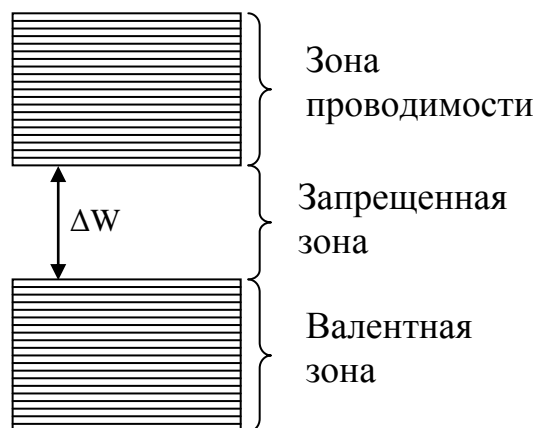 Зона
проводимости
ΔW
Запрещенная
зона
Валентная
зона